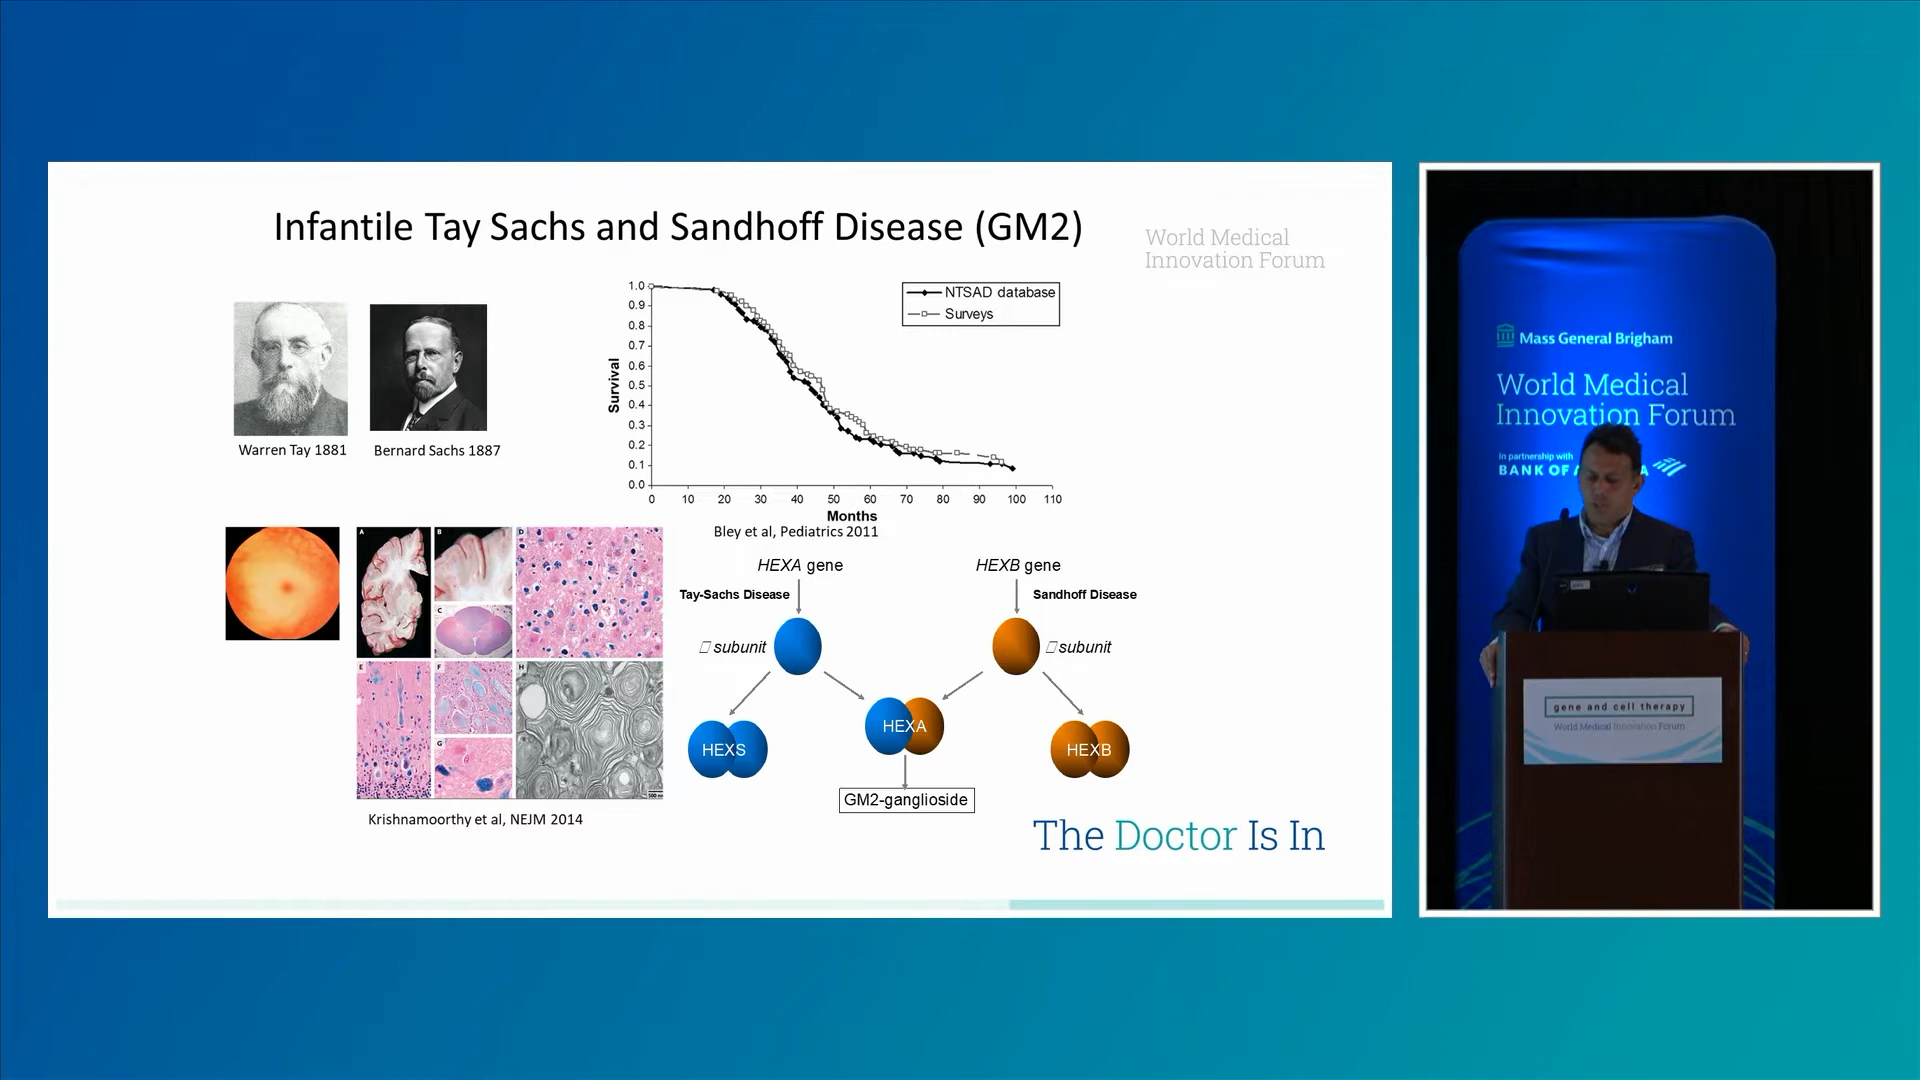 Infantile Tay Sachs and Sandhoff Disease (GM2)
World Medical
Innovation Forum
Warren Tay 1881
Bernard Sachs 1887
NTSAD database
Surveys
Survival
1.0
0.9
0.8
0.7
0.6
0.5
0.4
0.3
0.2
0.1
0.0
0 10 20 30 40 50 60 70 80 90 100 110
Months
Bley et al, Pediatrics 2011
A
B
C
D
E
F
G
H
500 nm
Krishnamoorthy et al, NEJM 2014
HEXA gene
HEXB gene
Tay-Sachs Disease
Sandhoff Disease
subunit
subunit
HEXS
HEXA
HEXB
GM2-ganglioside
The Doctor Is In
Mass General Brigham
World Medical
Innovation Forum
In partnership with
BANK OF A
A
gene and cell therapy
World Medical Innovation Forum